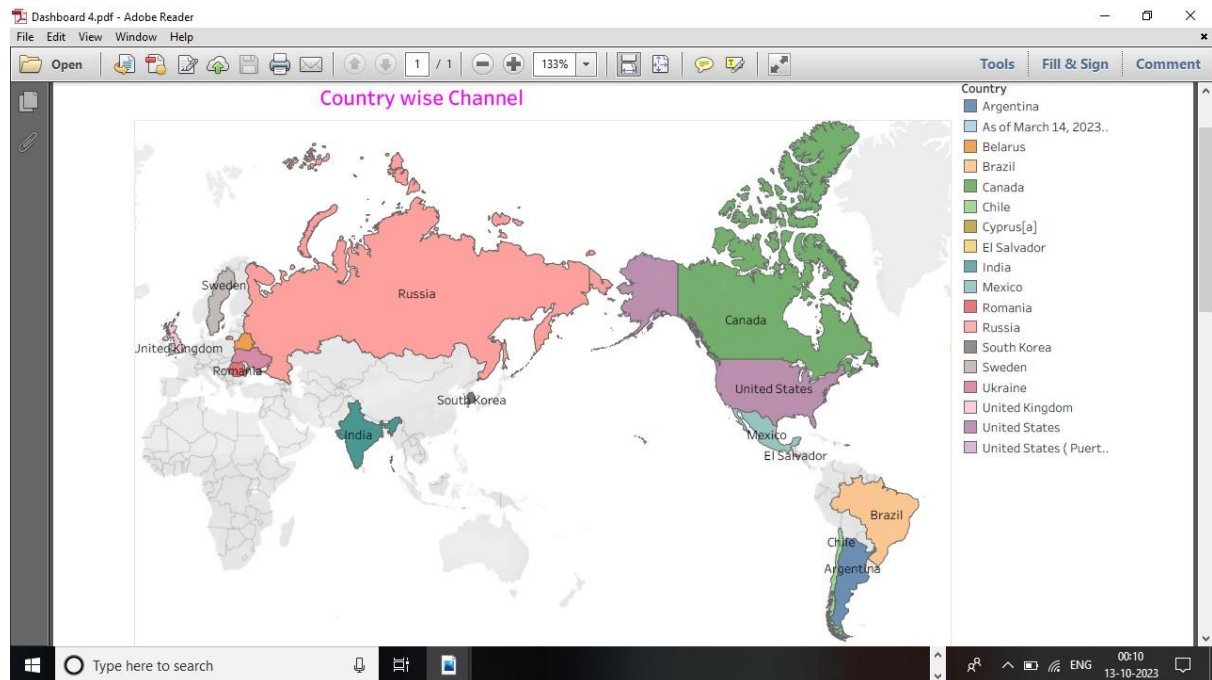 Dashboard 4.pdf - Adobe Reader
File Edit View Window Help
Open
1 / 1
133%
Tools Fill & Sign Comment
Country wise Channel
Sweden
Russia
United Kingdom
Romania
South Korea
India
Canada
United States
Mexico
El Salvador
Brazil
Chile
Argentina
Country
Argentina
As of March 14, 2023..
Belarus
Brazil
Canada
Chile
Cyprus[a]
El Salvador
India
Mexico
Romania
Russia
South Korea
Sweden
Ukraine
United Kingdom
United States
United States ( Puert..
Type here to search
ENG
00:10
13-10-2023